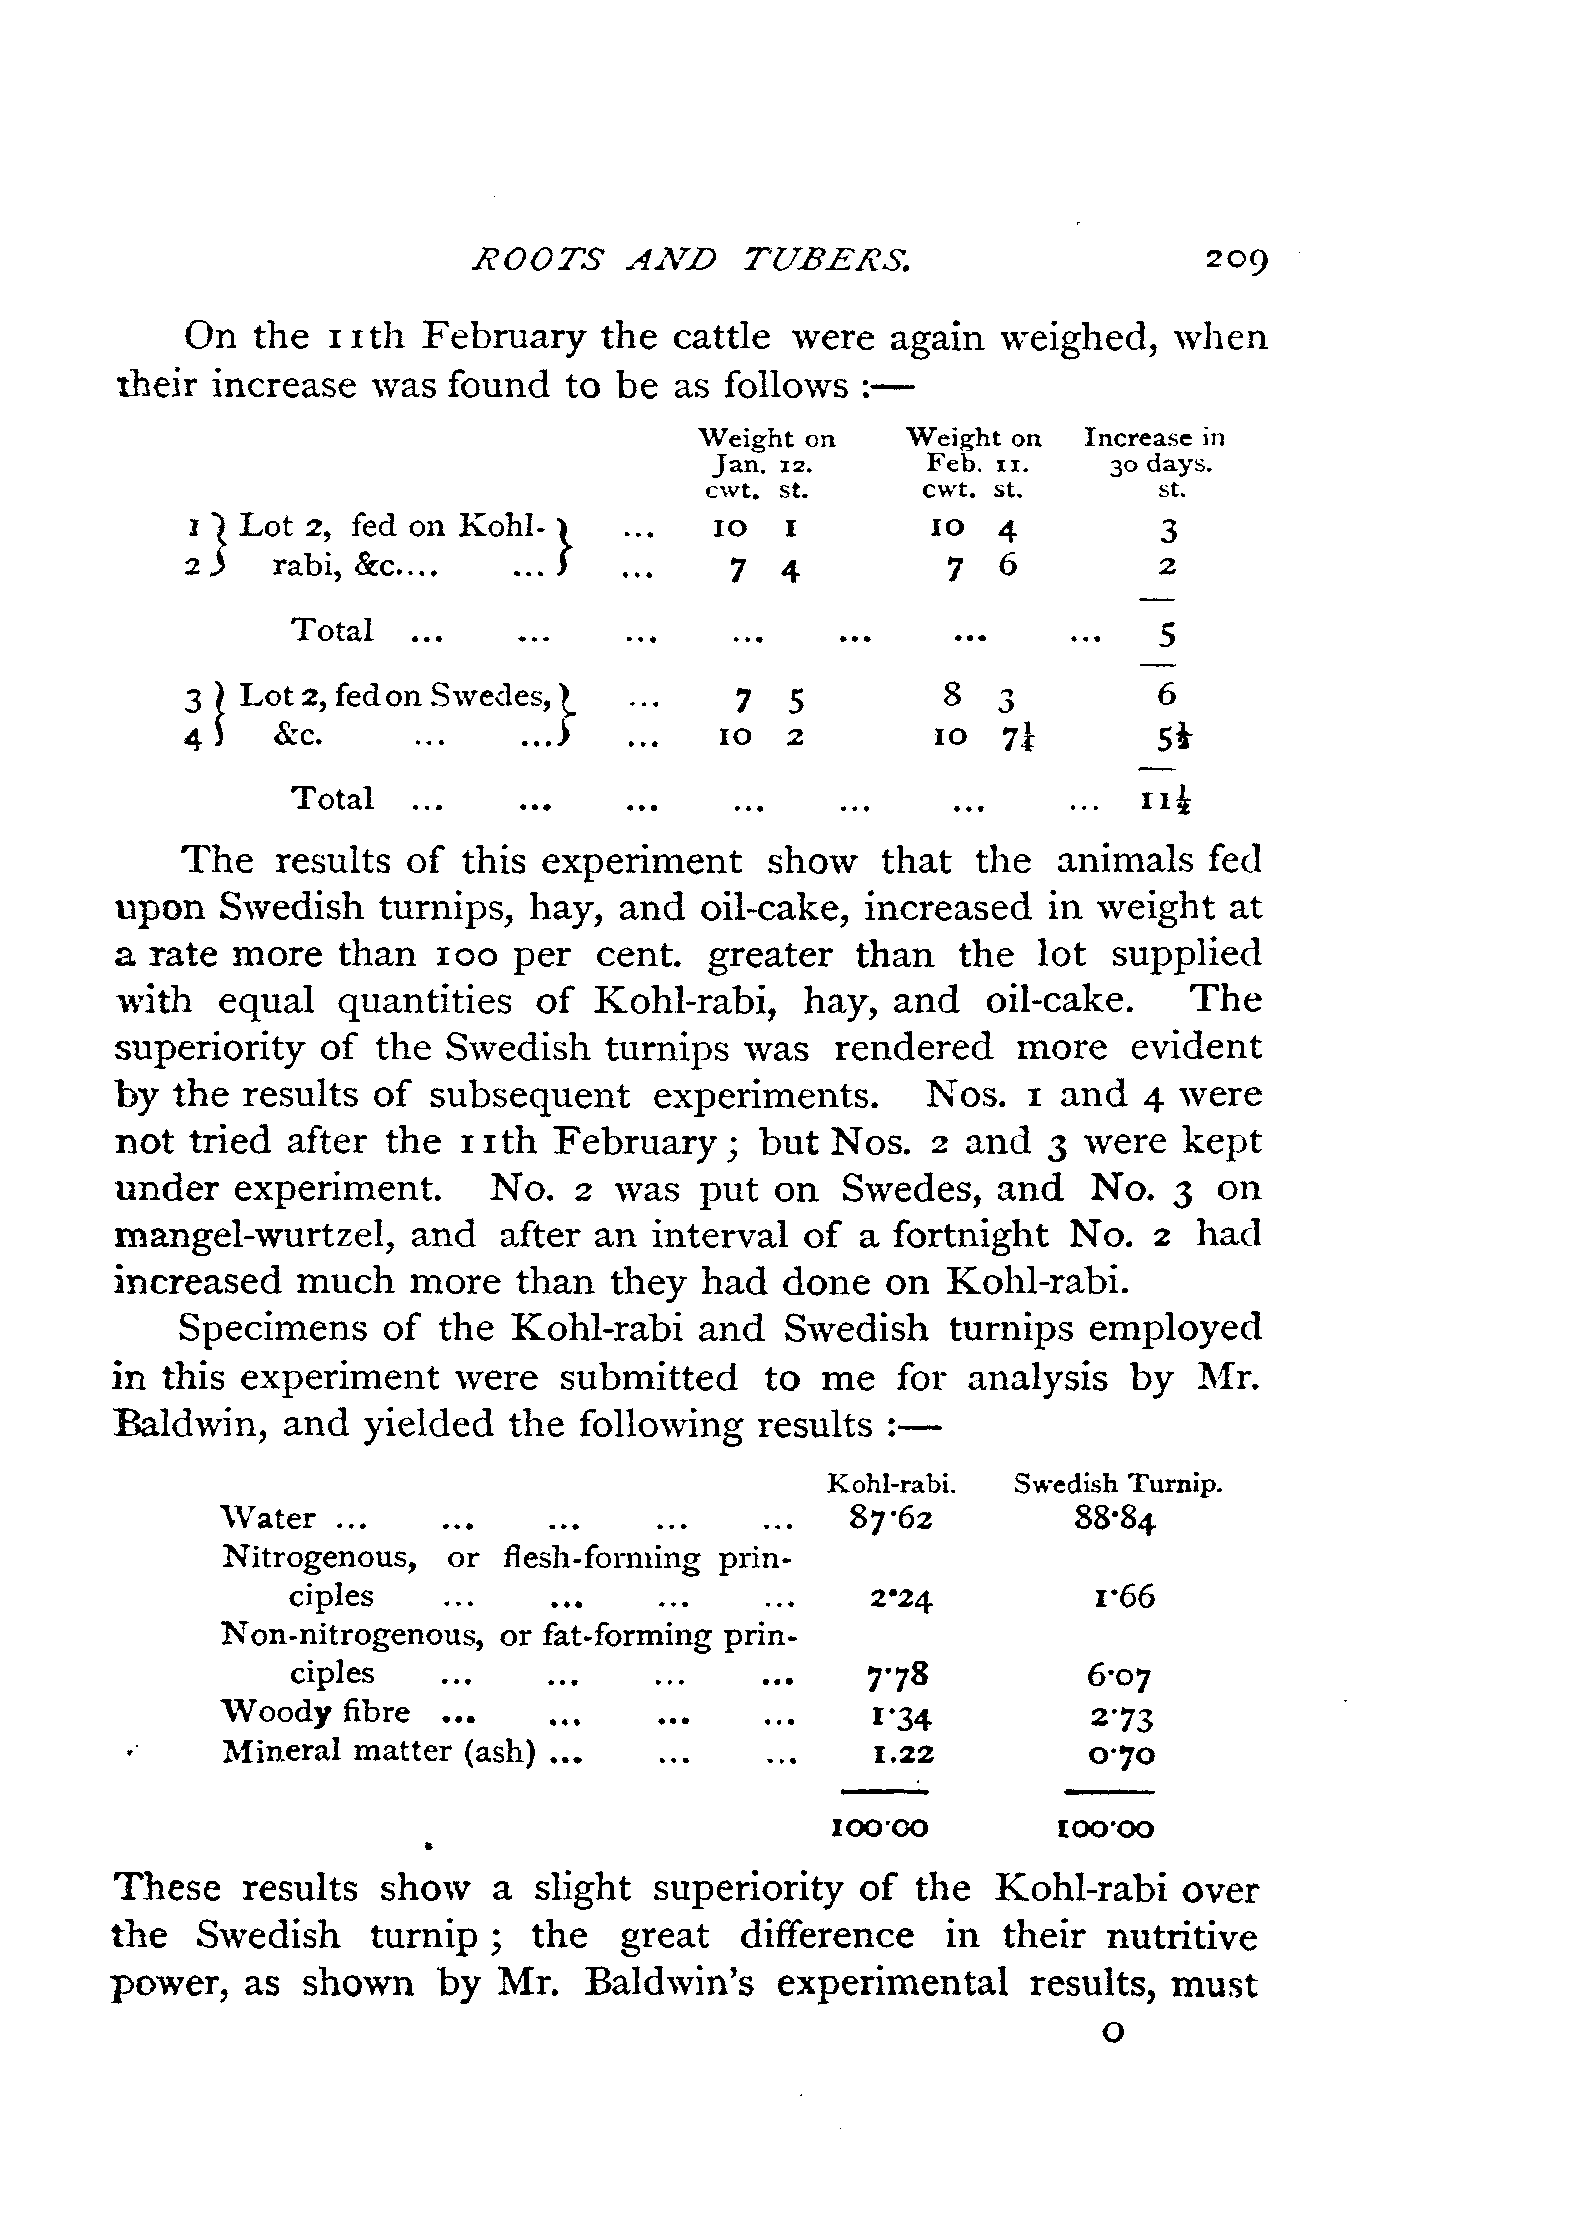 ROOTS AND TUBERS. 209
On the 11th February the cattle were again weighed, when
their increase was found to be as follows :—
Weight on Weight on Increase in
Jan. 12. Feb. 11. 30 days.
cwt. st. cwt. st. st.
1 } Lot 2, fed on Kohl- } ... 10 1 10 4 3
2 } rabi, &c.... ... } ... 7 4 7 6 2
Total ... ... ... ... ... ... ... 5
3 } Lot 2, fed on Swedes, } ... 7 5 8 3 6
4 } &c. ... ... } ... 10 2 10 7½ 5½
Total ... ... ... ... ... ... ... 11½
The results of this experiment show that the animals fed
upon Swedish turnips, hay, and oil-cake, increased in weight at
a rate more than 100 per cent. greater than the lot supplied
with equal quantities of Kohl-rabi, hay, and oil-cake. The
superiority of the Swedish turnips was rendered more evident
by the results of subsequent experiments. Nos. 1 and 4 were
not tried after the 11th February ; but Nos. 2 and 3 were kept
under experiment. No. 2 was put on Swedes, and No. 3 on
mangel-wurtzel, and after an interval of a fortnight No. 2 had
increased much more than they had done on Kohl-rabi.
Specimens of the Kohl-rabi and Swedish turnips employed
in this experiment were submitted to me for analysis by Mr.
Baldwin, and yielded the following results :—
Kohl-rabi. Swedish Turnip.
Water ... ... ... ... ... 87·62 88·84
Nitrogenous, or flesh-forming prin-
ciples ... ... ... ... 2·24 1·66
Non-nitrogenous, or fat-forming prin-
ciples ... ... ... ... 7·78 6·07
Woody fibre ... ... ... ... 1·34 2·73
Mineral matter (ash) ... ... ... 1.22 0·70
100·00 100·00
These results show a slight superiority of the Kohl-rabi over
the Swedish turnip ; the great difference in their nutritive
power, as shown by Mr. Baldwin's experimental results, must
O